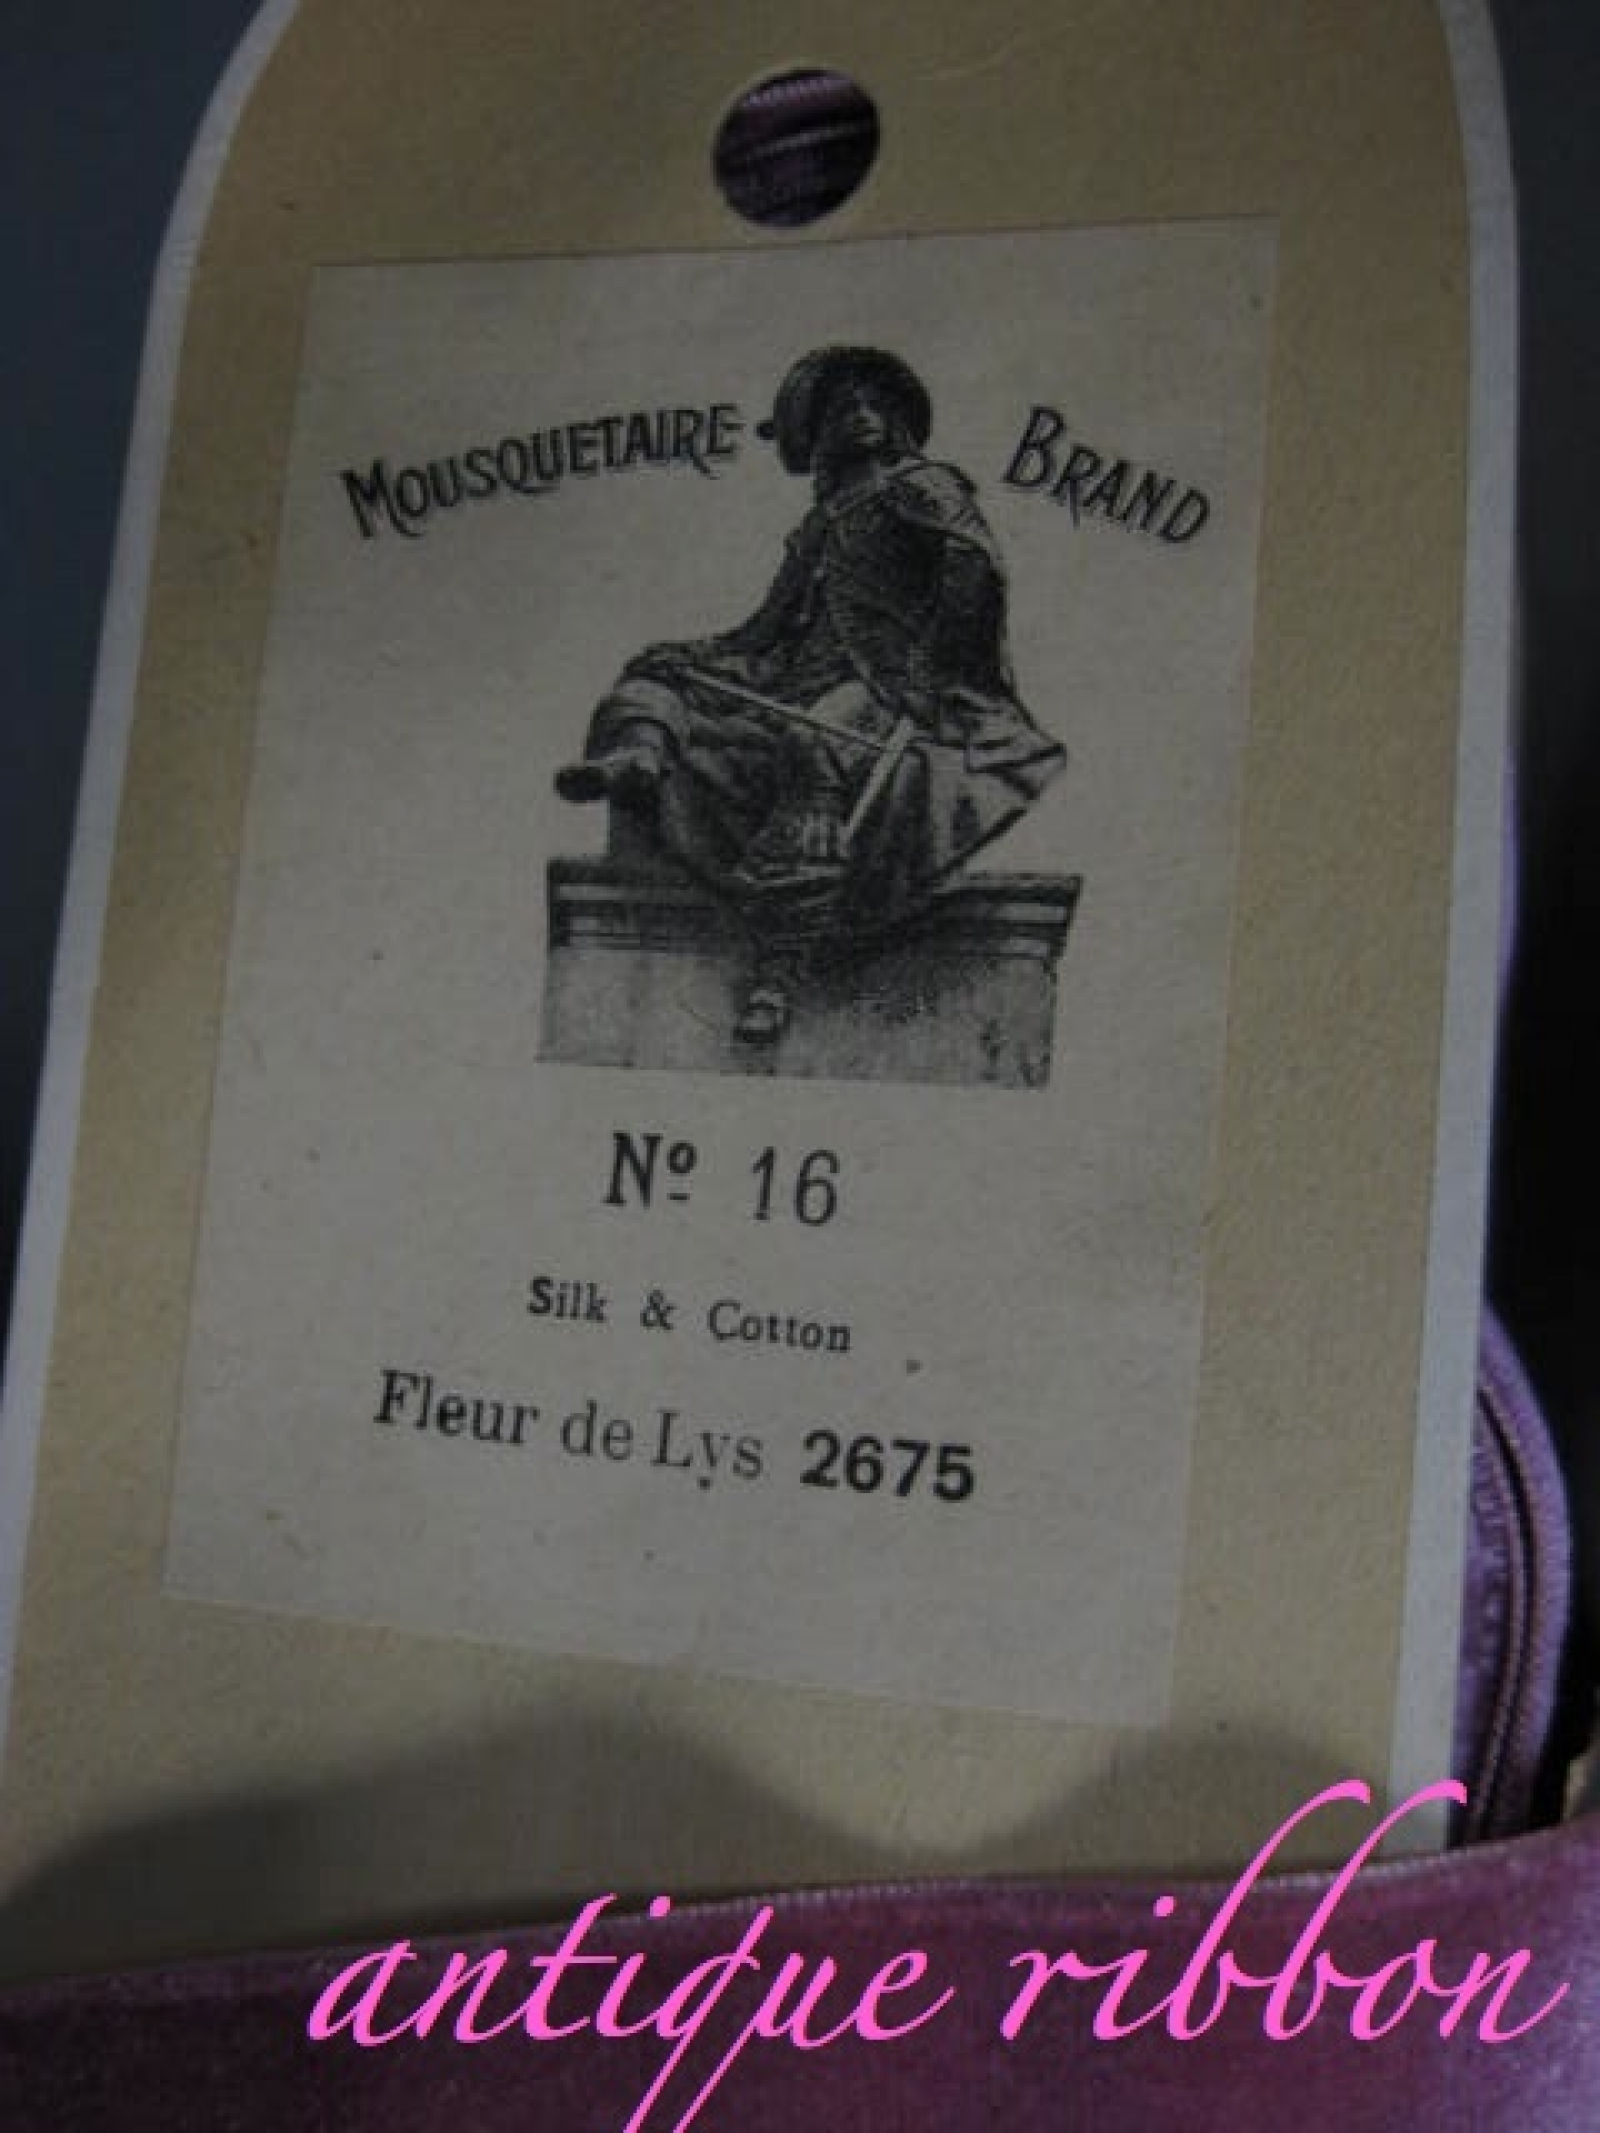 MOUSQUETAIRE BRAND
Nº 16
Silk & Cotton
Fleur de Lys 2675
antique ribbon